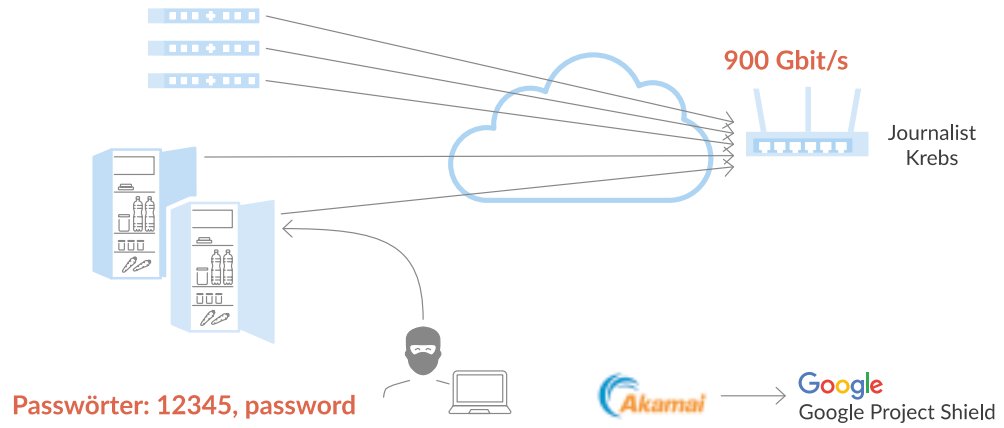 900 Gbit/s
Journalist
Krebs
Passwörter: 12345, password
Akamai
Google
Google Project Shield